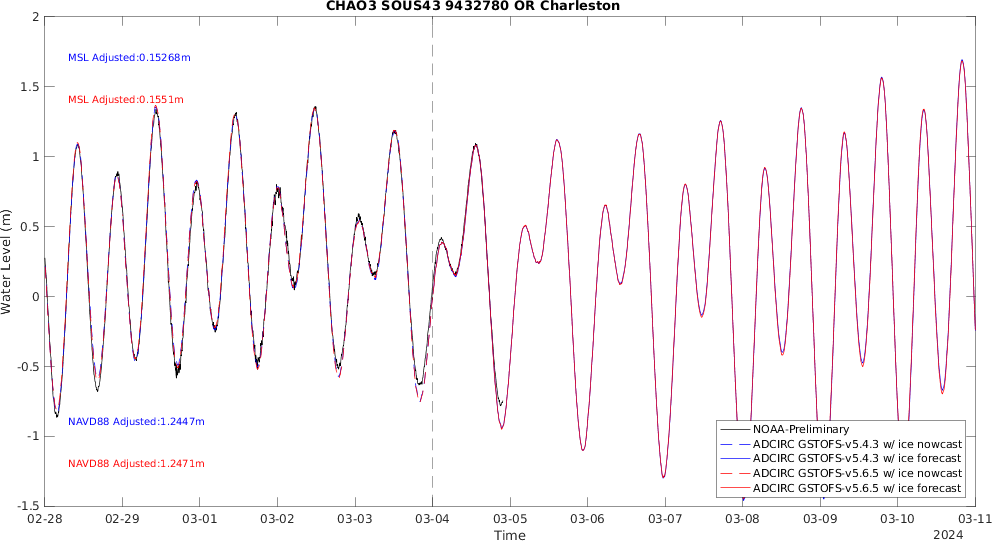 CHAO3 SOUS43 9432780 OR Charleston
2
1.5
1
0.5
0
-0.5
-1
-1.5
Water Level (m)
MSL Adjusted:0.15268m
MSL Adjusted:0.1551m
NAVD88 Adjusted:1.2447m
NAVD88 Adjusted:1.2471m
NOAA-Preliminary
ADCIRC GSTOFS-v5.4.3 w/ ice nowcast
ADCIRC GSTOFS-v5.4.3 w/ ice forecast
ADCIRC GSTOFS-v5.6.5 w/ ice nowcast
ADCIRC GSTOFS-v5.6.5 w/ ice forecast
02-28 02-29 03-01 03-02 03-03 03-04 03-05 03-06 03-07 03-08 03-09 03-10 03-11
Time
2024